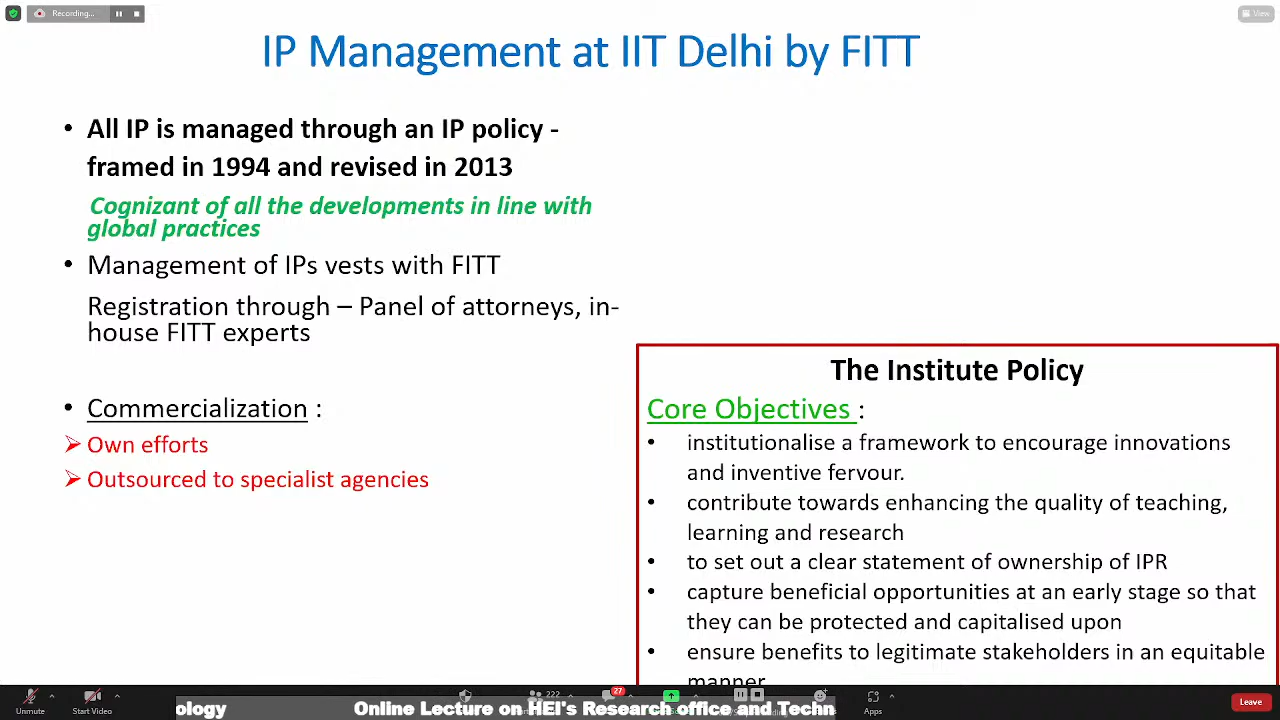 Recording...
View
IP Management at IIT Delhi by FITT
• All IP is managed through an IP policy -
framed in 1994 and revised in 2013
Cognizant of all the developments in line with
global practices
• Management of IPs vests with FITT
Registration through – Panel of attorneys, in-
house FITT experts
• Commercialization :
➢ Own efforts
➢ Outsourced to specialist agencies
The Institute Policy
Core Objectives :
• institutionalise a framework to encourage innovations
and inventive fervour.
• contribute towards enhancing the quality of teaching,
learning and research
• to set out a clear statement of ownership of IPR
• capture beneficial opportunities at an early stage so that
they can be protected and capitalised upon
• ensure benefits to legitimate stakeholders in an equitable
manner
222
27
Unmute
Start Video
Apps
Leave
ology
Online Lecture on HEI's Research office and Techn